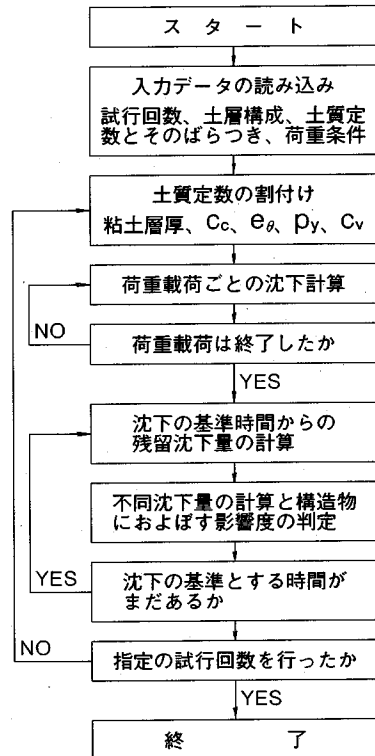 スタート
入力データの読み込み
試行回数、土層構成、土質定
数とそのばらつき、荷重条件
土質定数の割付け
粘土層厚、Cc、eθ、py、Cv
荷重載荷ごとの沈下計算
NO
荷重載荷は終了したか
YES
沈下の基準時間からの
残留沈下量の計算
不同沈下量の計算と構造物
におよぼす影響度の判定
YES
沈下の基準とする時間が
まだあるか
NO
指定の試行回数を行ったか
YES
終了